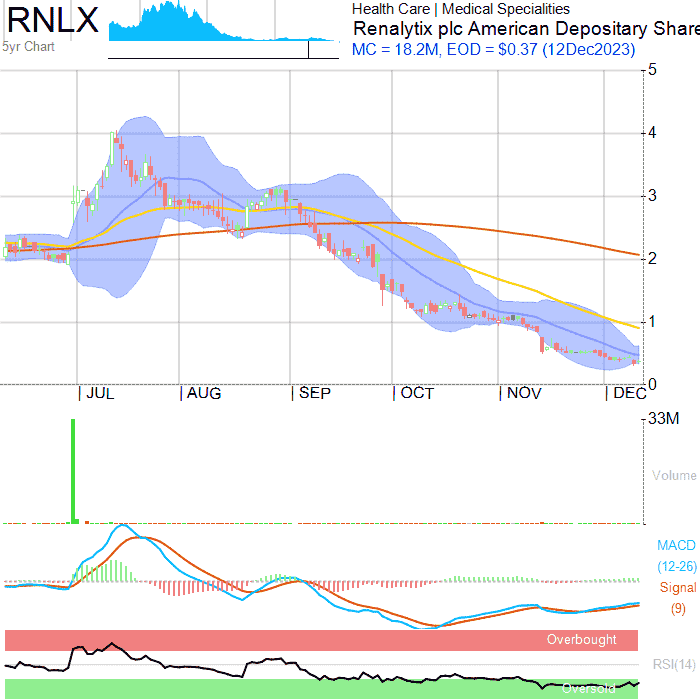 RNLX
5yr Chart
Health Care | Medical Specialities
Renalytix plc American Depositary Share
MC = 18.2M, EOD = $0.37 (12Dec2023)
5
4
3
2
1
0
JUL AUG SEP OCT NOV DEC
33M
Volume
MACD
(12-26)
Signal
(9)
Overbought
RSI(14)
Oversold